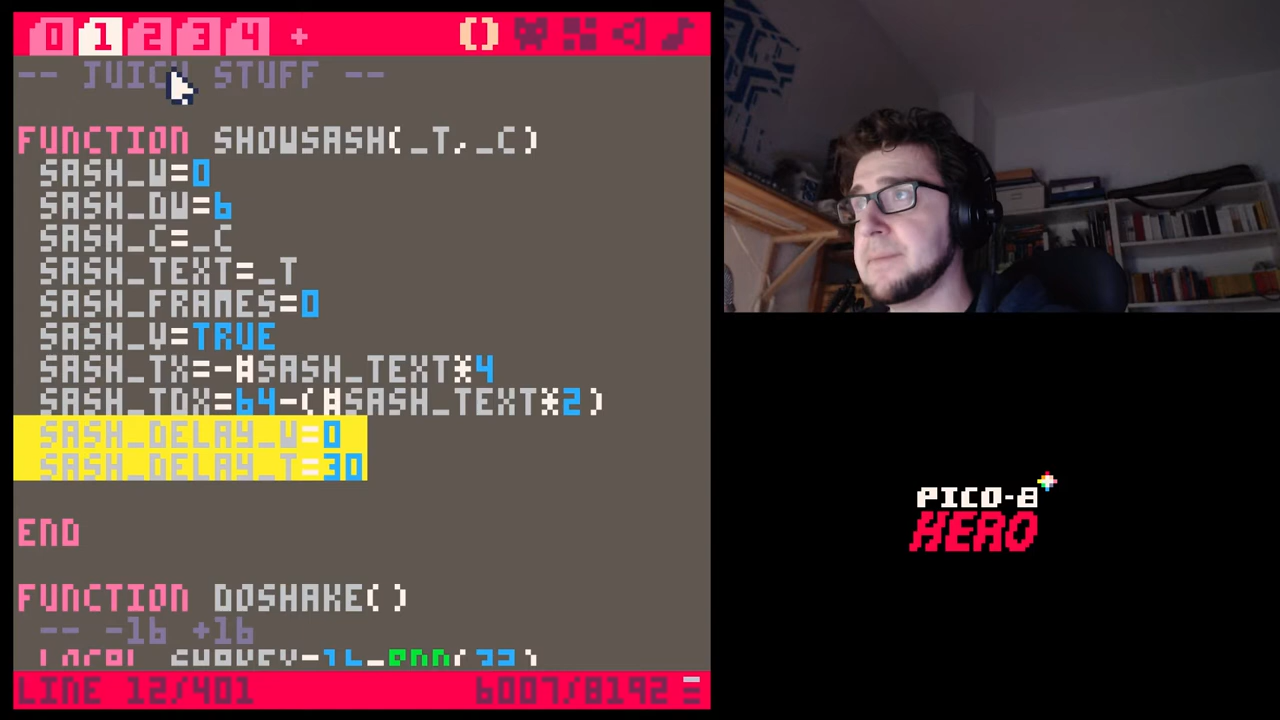 0 1 2 3 4 +
-- JUICY STUFF --
FUNCTION SHOWSASH(_T,_C)
SASH_W=0
SASH_DW=6
SASH_C=_C
SASH_TEXT=_T
SASH_FRAMES=0
SASH_V=TRUE
SASH_TX=-#SASH_TEXT*4
SASH_TDX=64-(#SASH_TEXT*2)
SASH_DELAY_W=0
SASH_DELAY_T=30
END
FUNCTION DOSHAKE()
-- -16 +16
LINE 12/401
6007/8192
PICO-8
HERO